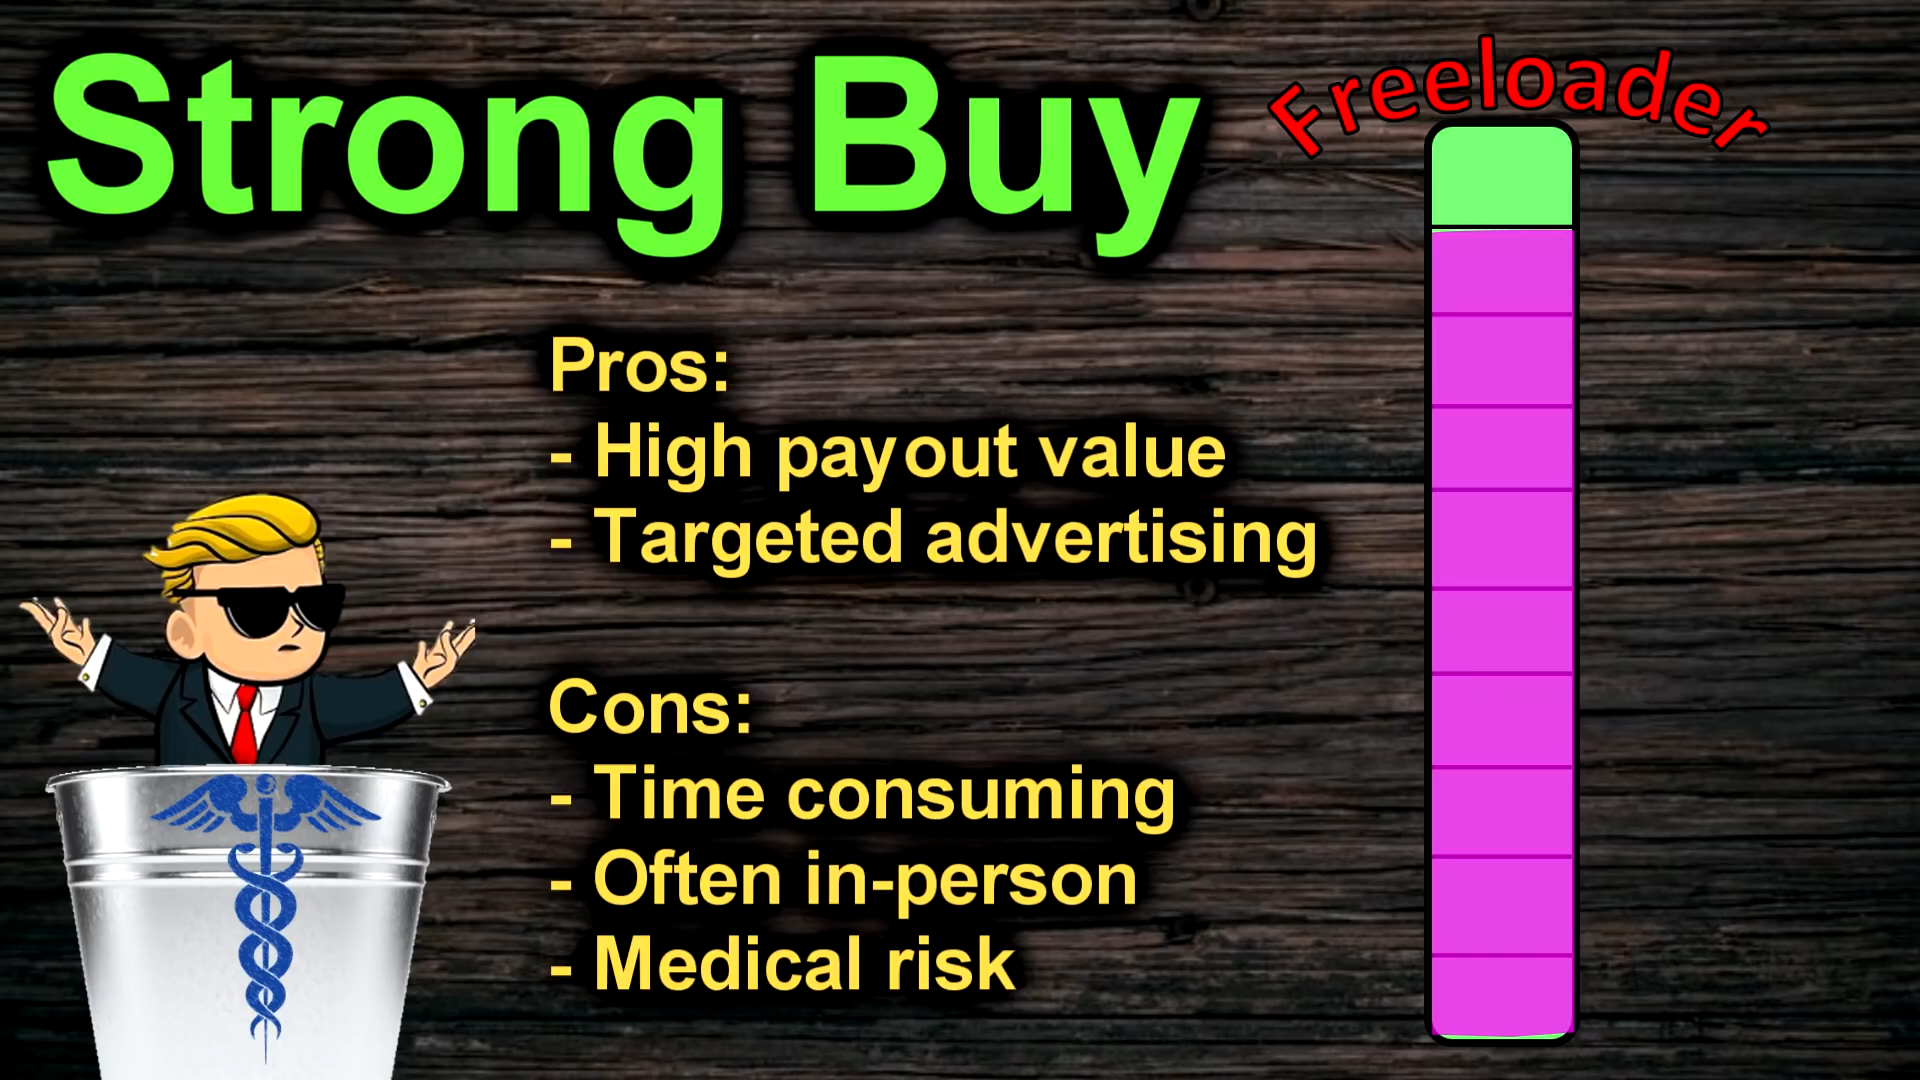 Strong Buy
Freeloader
Pros:
- High payout value
- Targeted advertising
Cons:
- Time consuming
- Often in-person
- Medical risk